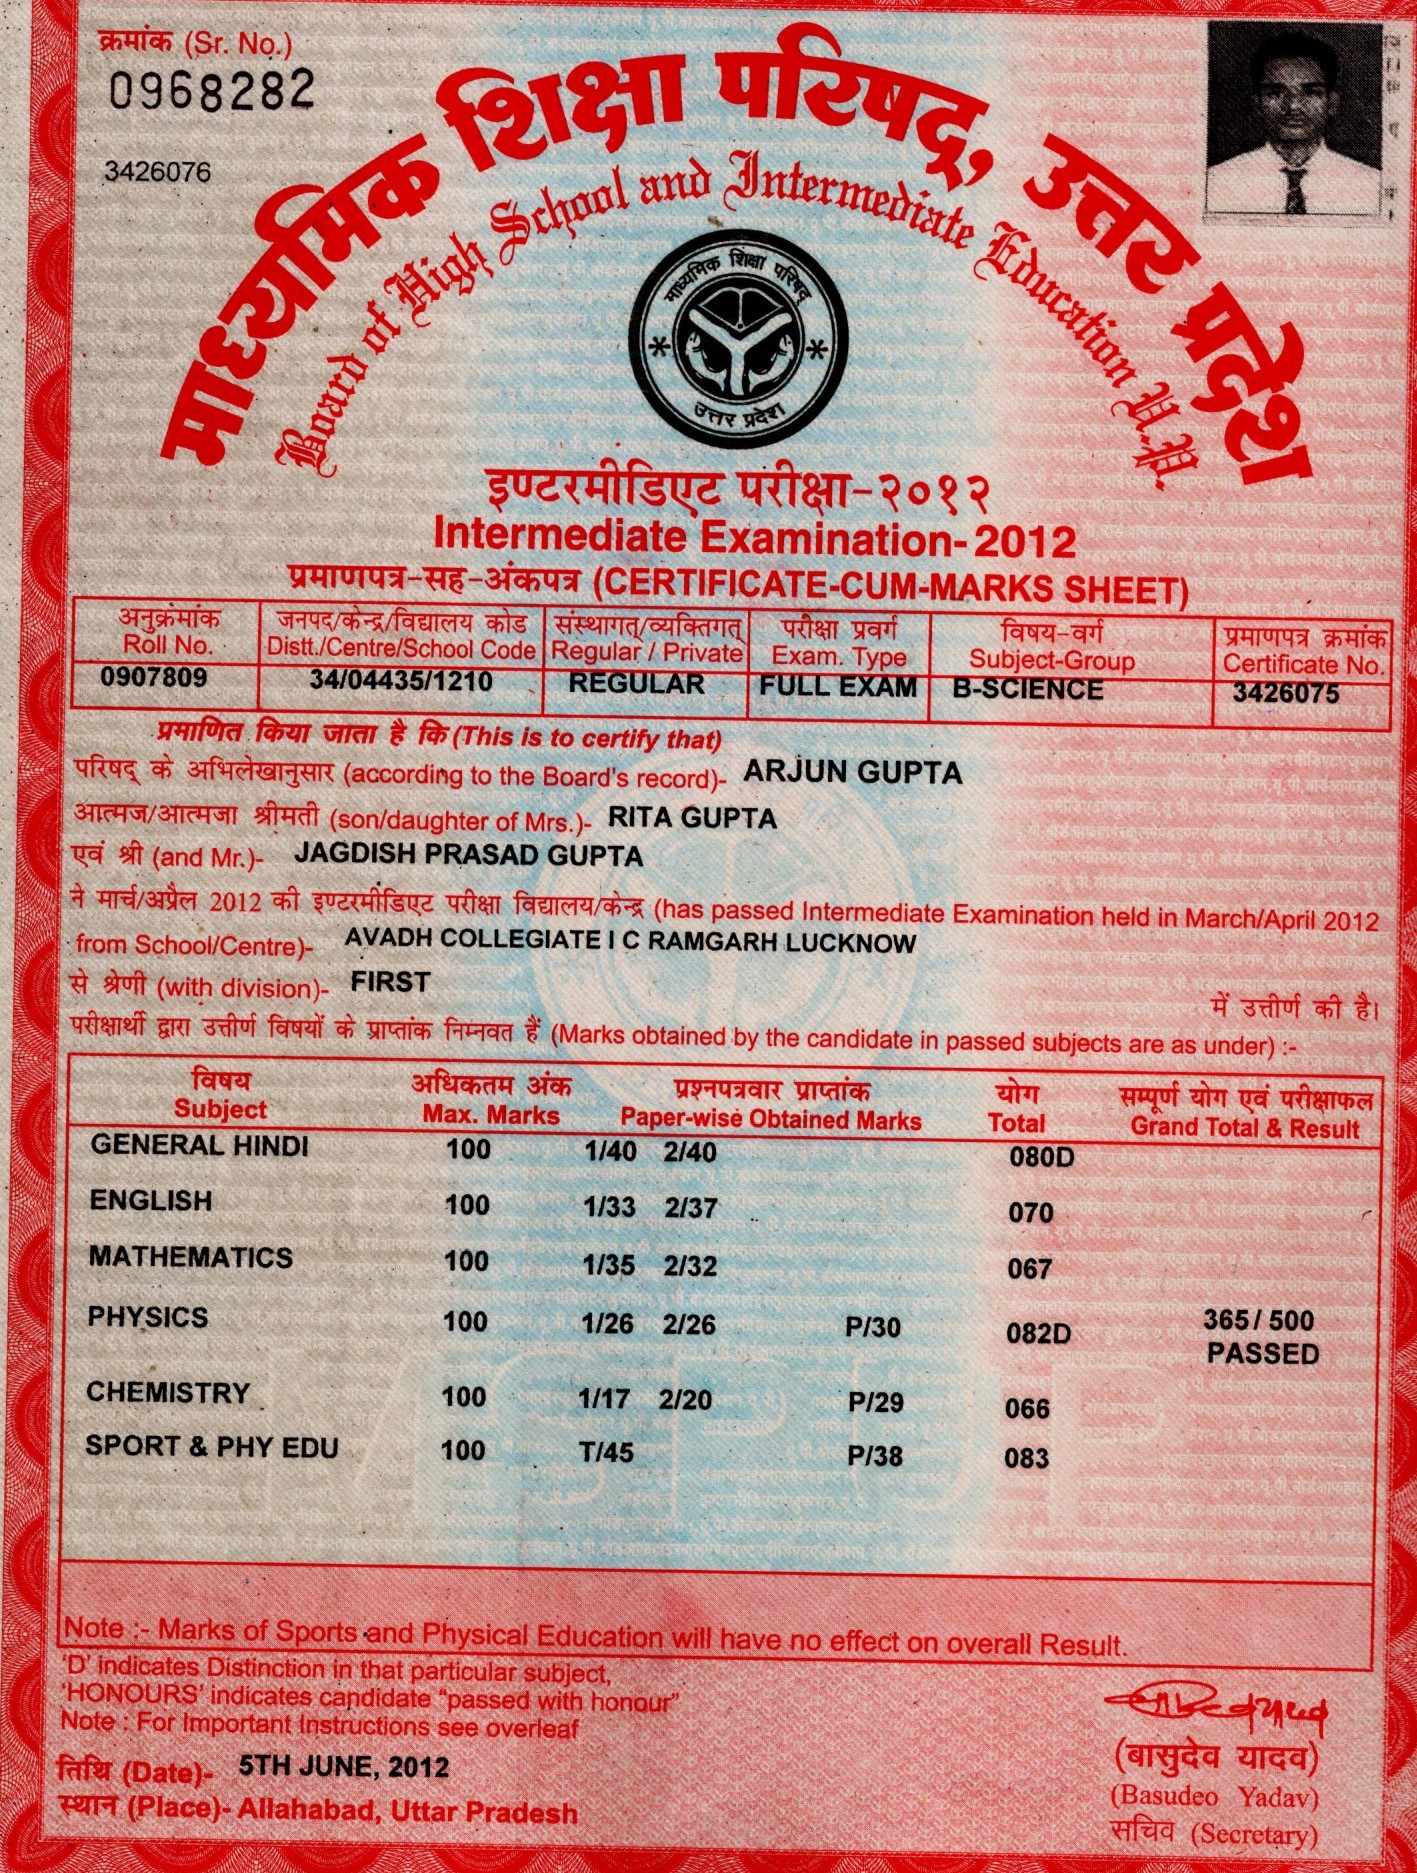 क्रमांक (Sr. No.)
0968282
3426076
माध्यमिक शिक्षा परिषद्, उत्तर प्रदेश
Board of High School and Intermediate Education U.P.
माध्यमिक शिक्षा परिषद्
उत्तर प्रदेश
इण्टरमीडिएट परीक्षा-२०१२
Intermediate Examination- 2012
प्रमाणपत्र-सह-अंकपत्र (CERTIFICATE-CUM-MARKS SHEET)
अनुक्रमांक जनपद/केन्द्र/विद्यालय कोड संस्थागत/व्यक्तिगत परीक्षा प्रवर्ग विषय-वर्ग प्रमाणपत्र क्रमांक
Roll No. Distt./Centre/School Code Regular / Private Exam. Type Subject-Group Certificate No.
0907809 34/04435/1210 REGULAR FULL EXAM B-SCIENCE 3426075
प्रमाणित किया जाता है कि (This is to certify that)
परिषद् के अभिलेखानुसार (according to the Board's record)- ARJUN GUPTA
आत्मज/आत्मजा श्रीमती (son/daughter of Mrs.)- RITA GUPTA
एवं श्री (and Mr.)- JAGDISH PRASAD GUPTA
ने मार्च/अप्रैल 2012 की इण्टरमीडिएट परीक्षा विद्यालय/केन्द्र (has passed Intermediate Examination held in March/April 2012
from School/Centre)- AVADH COLLEGIATE I C RAMGARH LUCKNOW
से श्रेणी (with division)- FIRST
में उत्तीर्ण की है।
परीक्षार्थी द्वारा उत्तीर्ण विषयों के प्राप्तांक निम्नवत हैं (Marks obtained by the candidate in passed subjects are as under) :-
विषय अधिकतम अंक प्रश्नपत्रवार प्राप्तांक योग सम्पूर्ण योग एवं परीक्षाफल
Subject Max. Marks Paper-wise Obtained Marks Total Grand Total & Result
GENERAL HINDI 100 1/40 2/40 080D
ENGLISH 100 1/33 2/37 070
MATHEMATICS 100 1/35 2/32 067
PHYSICS 100 1/26 2/26 P/30 082D 365/ 500
PASSED
CHEMISTRY 100 1/17 2/20 P/29 066
SPORT & PHY EDU 100 T/45 P/38 083
Note :- Marks of Sports and Physical Education will have no effect on overall Result.
'D' indicates Distinction in that particular subject,
'HONOURS' indicates candidate "passed with honour"
Note : For Important Instructions see overleaf
तिथि (Date)- 5TH JUNE, 2012
स्थान (Place)- Allahabad, Uttar Pradesh
(बासुदेव यादव)
(Basudeo Yadav)
सचिव (Secretary)